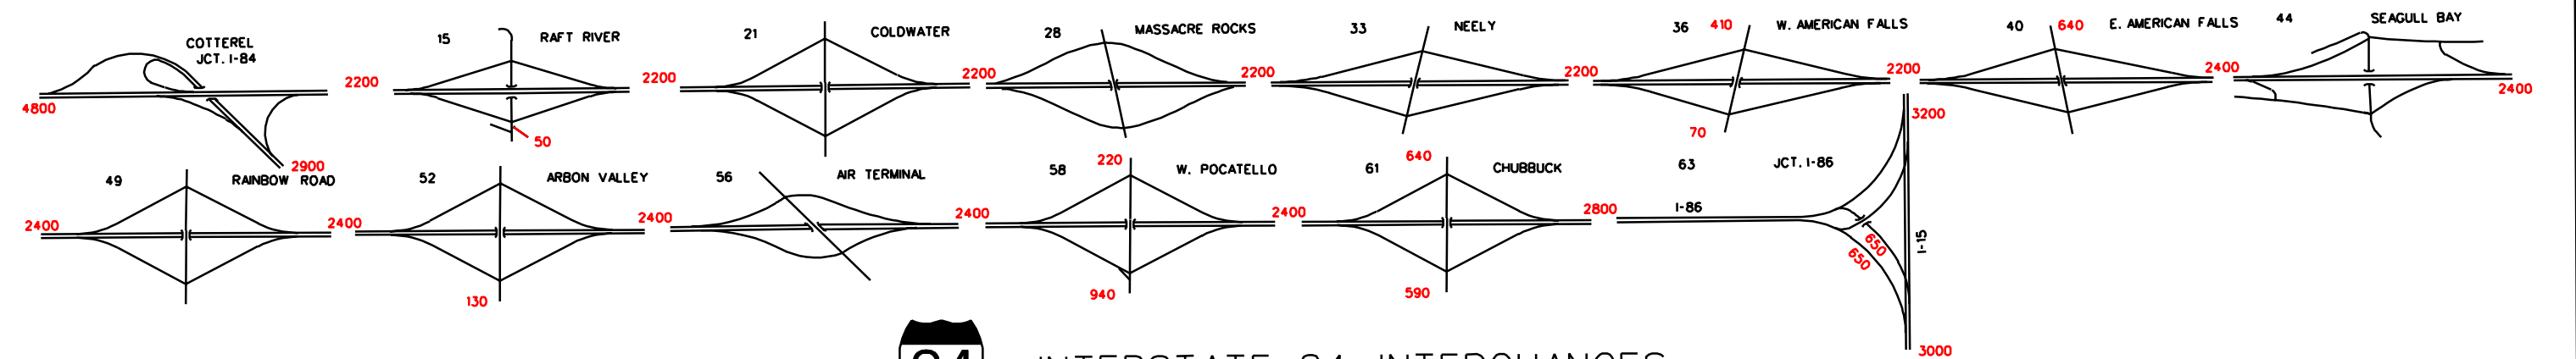 COTTEREL
JCT. I-84
4800
2900
2200
15 RAFT RIVER
50
2200
21 COLDWATER
2200
28 MASSACRE ROCKS
2200
33 NEELY
2200
36 410 W. AMERICAN FALLS
70
2200
3200
40 640 E. AMERICAN FALLS
2400
44 SEAGULL BAY
2400
49 RAINBOW ROAD
2400
2400
52 ARBON VALLEY
130
2400
56 AIR TERMINAL
2400
58 220 W. POCATELLO
940
2400
61 640 CHUBBUCK
590
2800
63 JCT. I-86
I-86
650
650
I-15
3000
INTERSTATE 84 INTERCHANGES